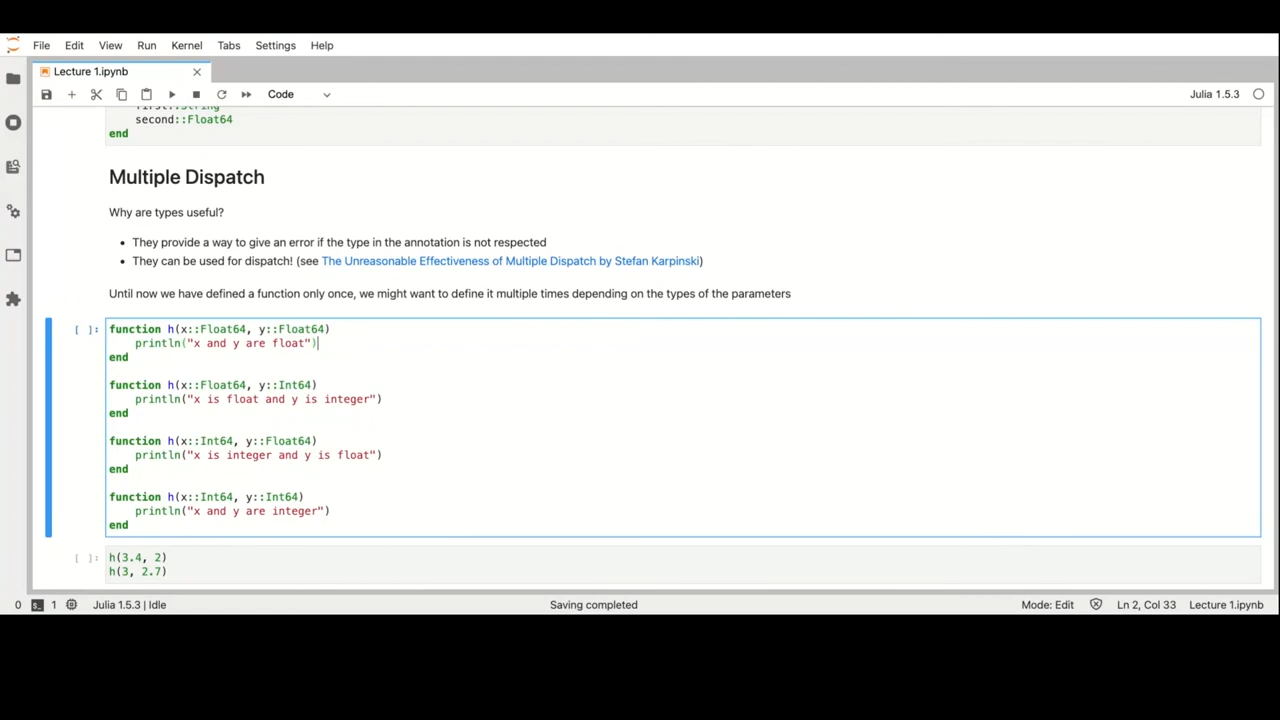 File Edit View Run Kernel Tabs Settings Help
Lecture 1.ipynb
Code
Julia 1.5.3
first::String
second::Float64
end
Multiple Dispatch
Why are types useful?
• They provide a way to give an error if the type in the annotation is not respected
• They can be used for dispatch! (see The Unreasonable Effectiveness of Multiple Dispatch by Stefan Karpinski)
Until now we have defined a function only once, we might want to define it multiple times depending on the types of the parameters
[ ]: function h(x::Float64, y::Float64)
println("x and y are float")
end
function h(x::Float64, y::Int64)
println("x is float and y is integer")
end
function h(x::Int64, y::Float64)
println("x is integer and y is float")
end
function h(x::Int64, y::Int64)
println("x and y are integer")
end
[ ]: h(3.4, 2)
h(3, 2.7)
0 1 Julia 1.5.3 | Idle Saving completed Mode: Edit Ln 2, Col 33 Lecture 1.ipynb